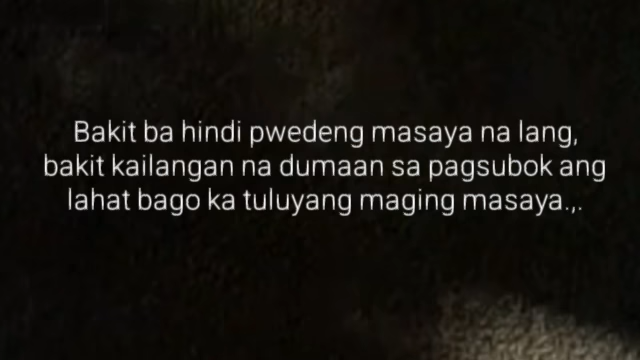 Bakit ba hindi pwedeng masaya na lang,
bakit kailangan na dumaan sa pagsubok ang
lahat bago ka tuluyang maging masaya.,.